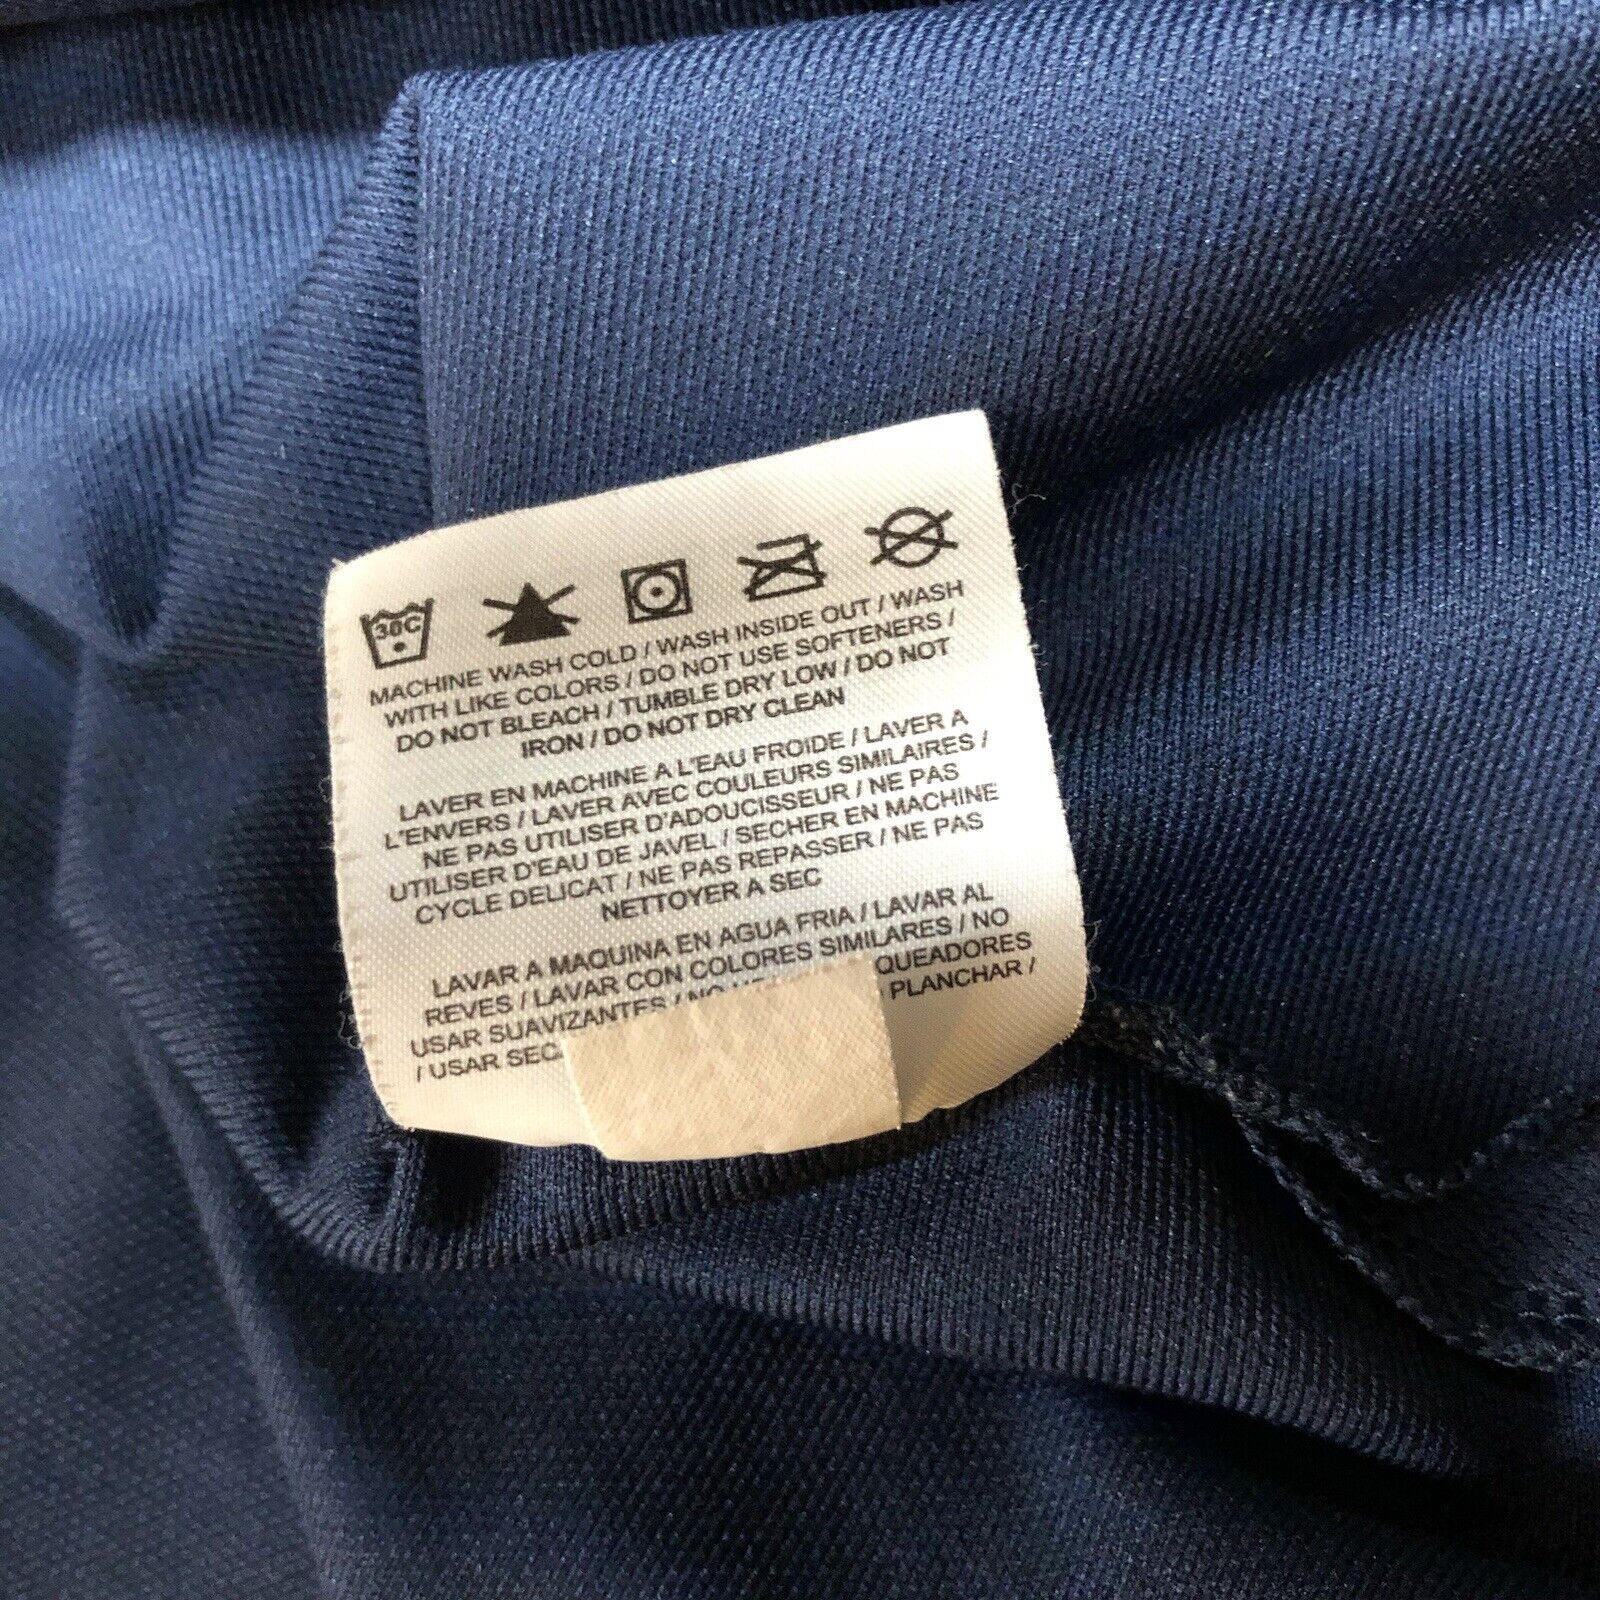 30C
MACHINE WASH COLD / WASH INSIDE OUT / WASH
WITH LIKE COLORS / DO NOT USE SOFTENERS /
DO NOT BLEACH / TUMBLE DRY LOW / DO NOT
IRON / DO NOT DRY CLEAN
LAVER EN MACHINE A L'EAU FROIDE / LAVER A
L'ENVERS / LAVER AVEC COULEURS SIMILAIRES /
NE PAS UTILISER D'ADOUCISSEUR / NE PAS
UTILISER D'EAU DE JAVEL / SECHER EN MACHINE
CYCLE DELICAT / NE PAS REPASSER / NE PAS
NETTOYER A SEC
LAVAR A MAQUINA EN AGUA FRIA / LAVAR AL
REVES / LAVAR CON COLORES SIMILARES / NO
USAR SUAVIZANTES / NO
/ USAR PLANCHAR /